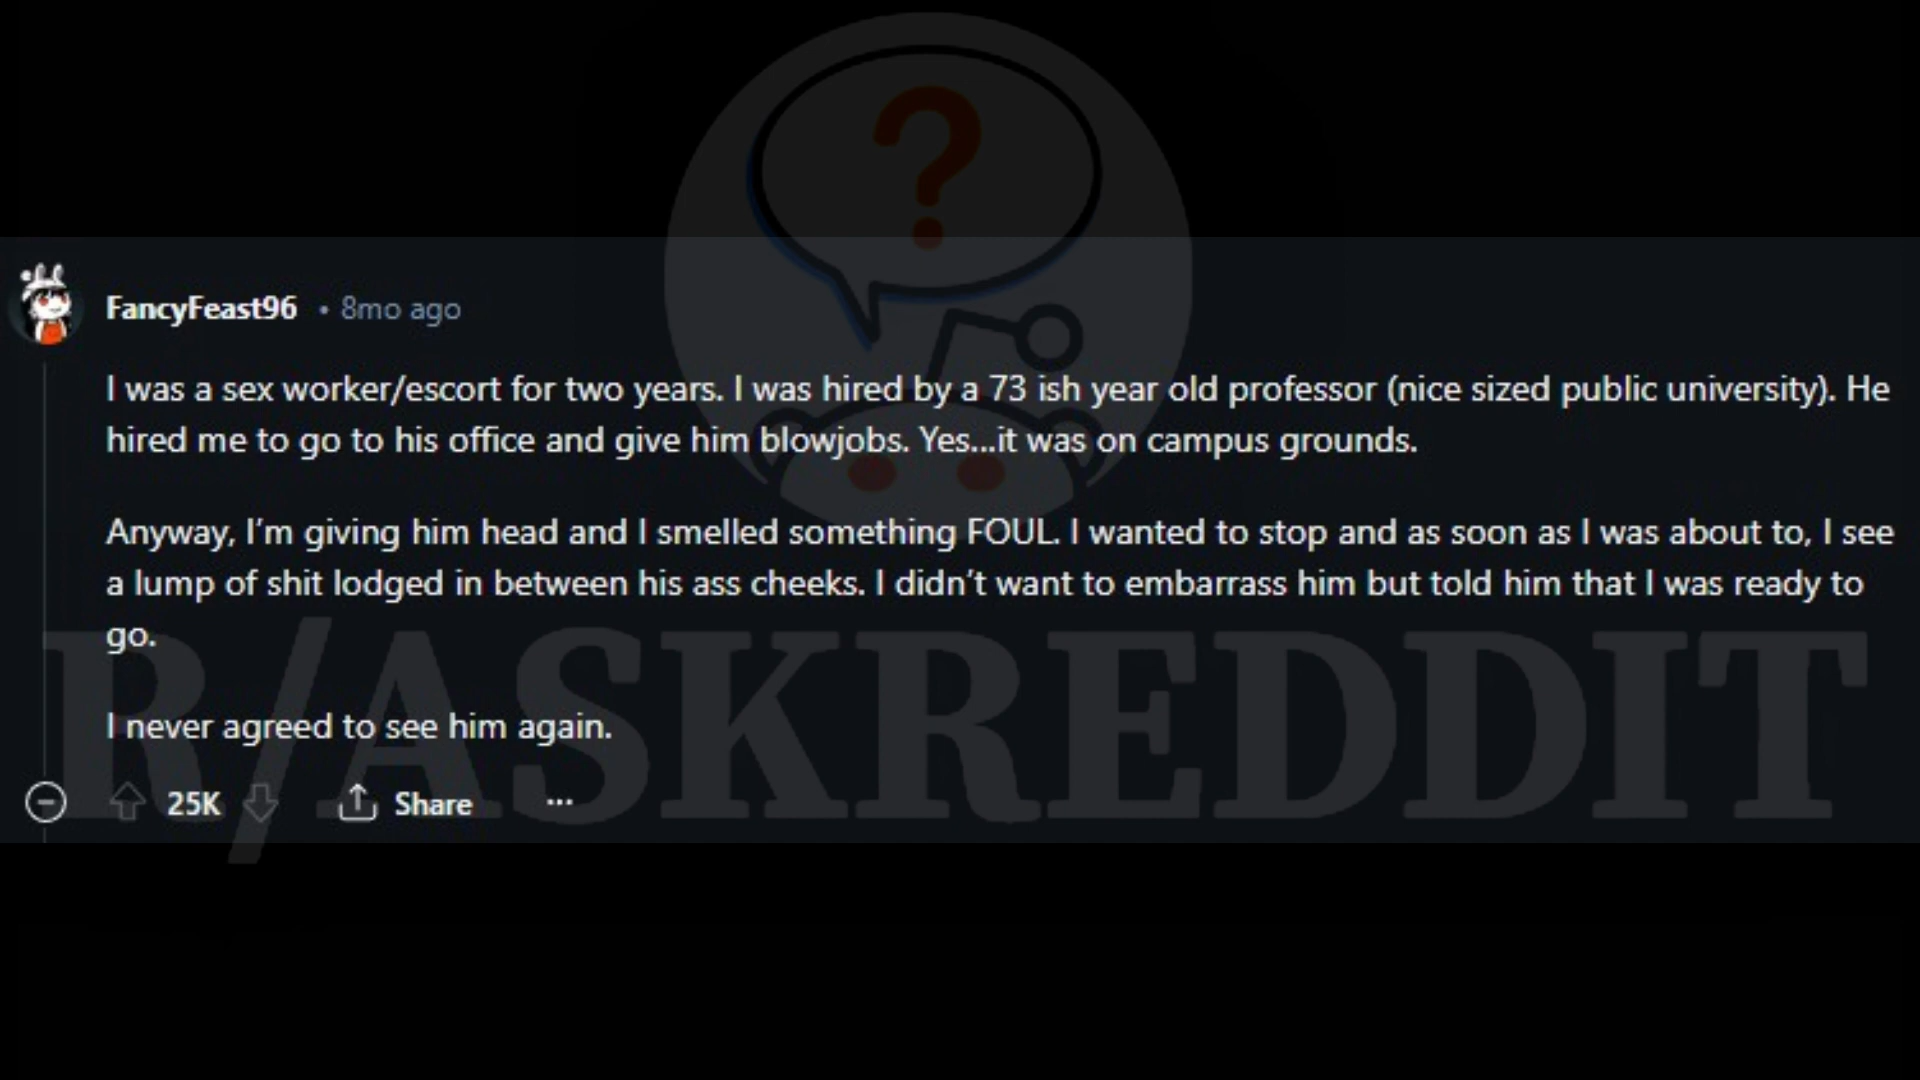 FancyFeast96 • 8mo ago
I was a sex worker/escort for two years. I was hired by a 73 ish year old professor (nice sized public university). He
hired me to go to his office and give him blowjobs. Yes...it was on campus grounds.
Anyway, I'm giving him head and I smelled something FOUL. I wanted to stop and as soon as I was about to, I see
a lump of shit lodged in between his ass cheeks. I didn't want to embarrass him but told him that I was ready to
go.
I never agreed to see him again.
25K Share ...
R/ASKREDDIT